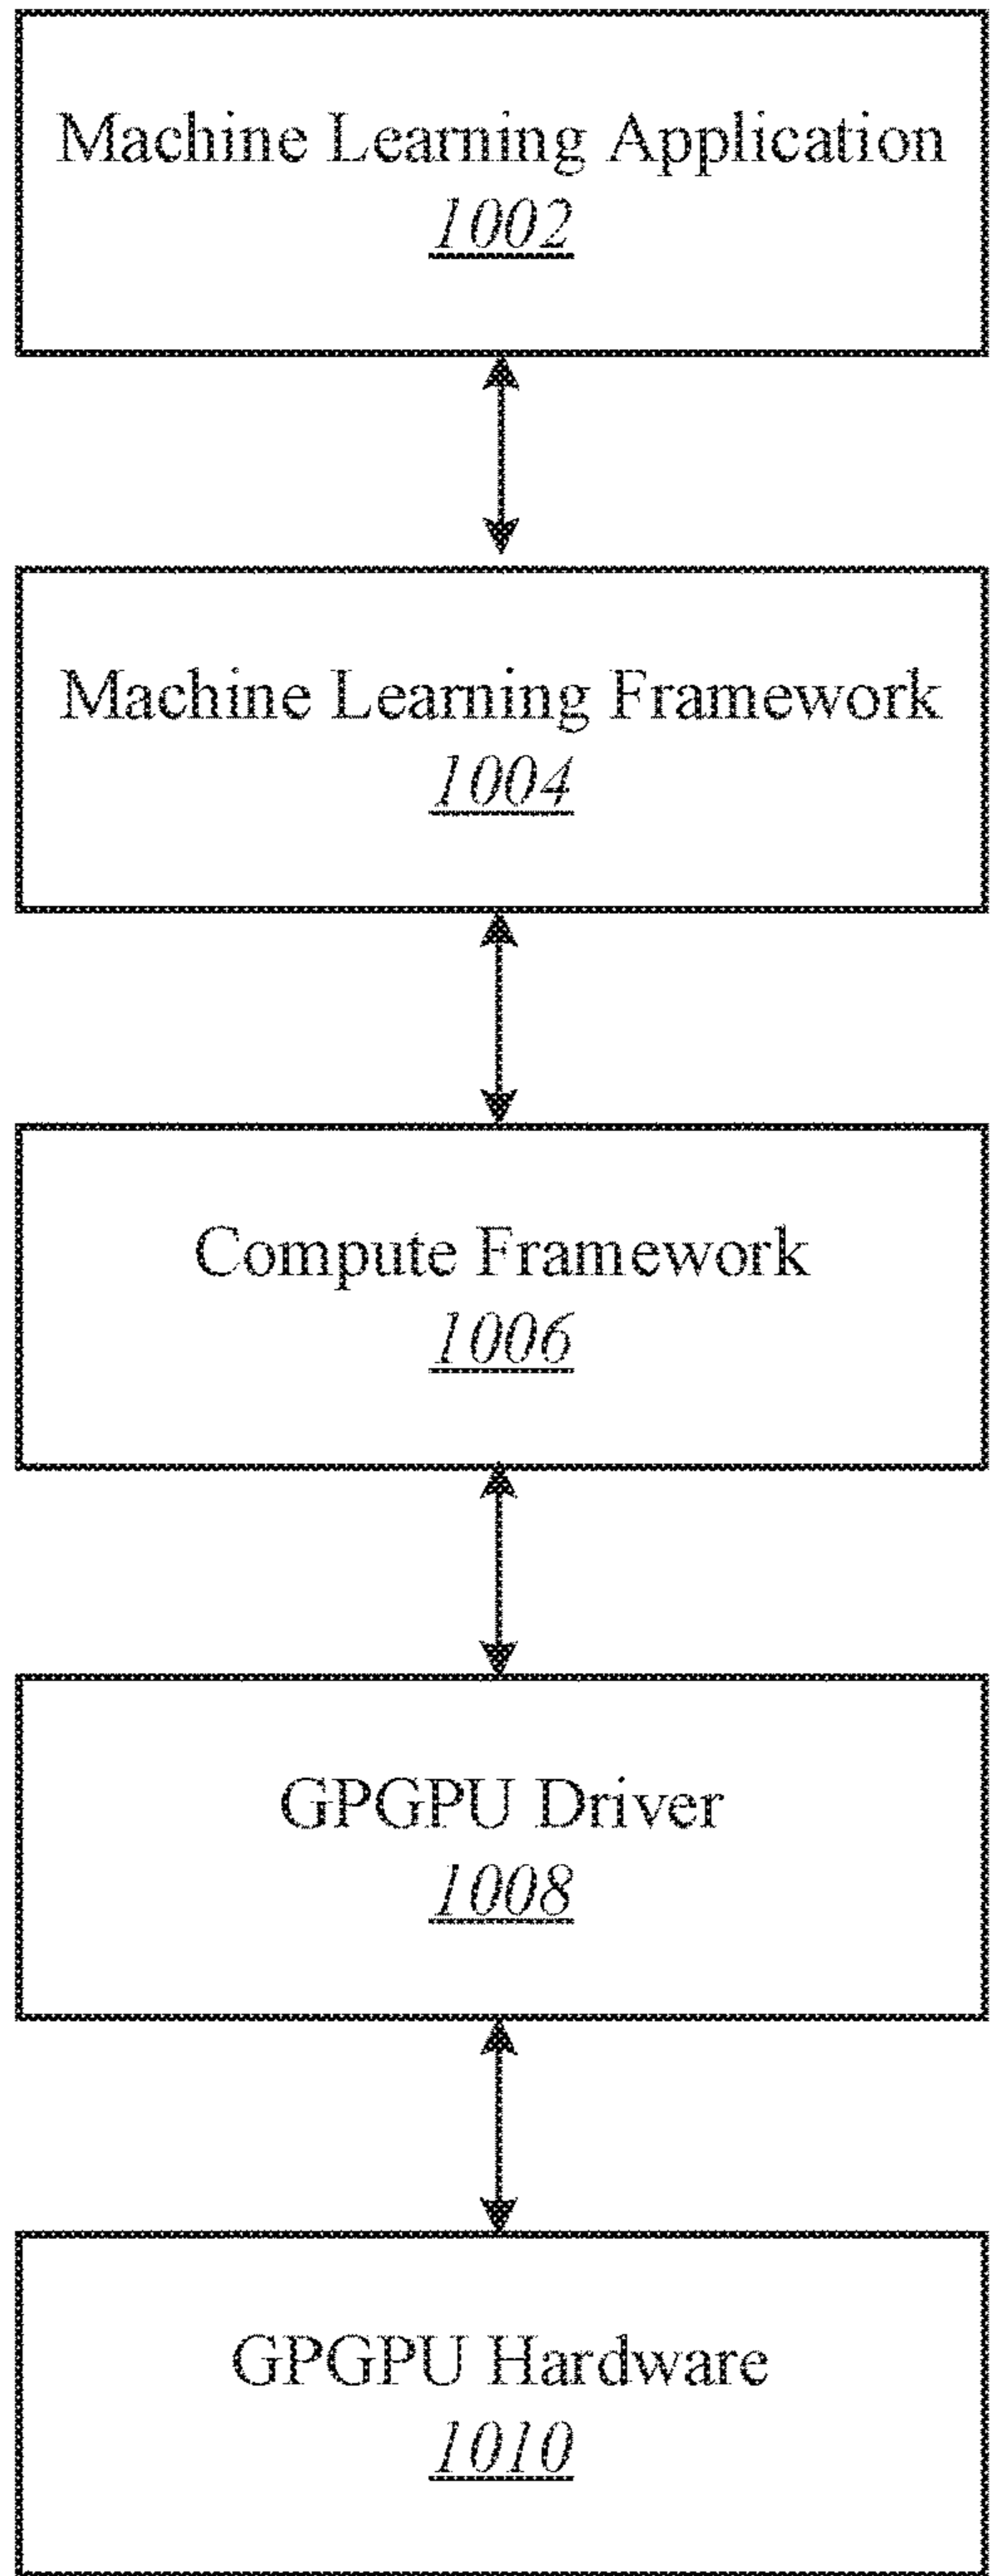 Machine Learning Application
1002
Machine Learning Framework
1004
Compute Framework
1006
GPGPU Driver
1008
GPGPU Hardware
1010